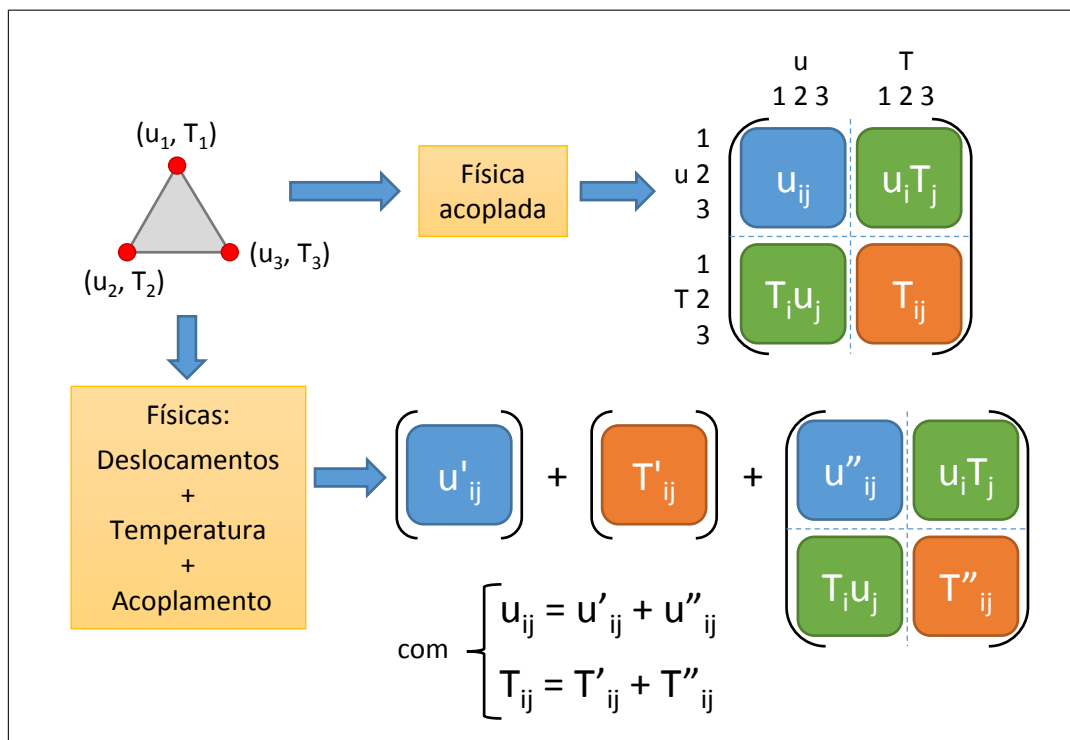 u T
1 2 3 1 2 3
(u1, T1)
(u2, T2)
(u3, T3)
Física
acoplada
1
u 2
3
1
T 2
3
uij uiTj
Tiuj Tij
Físicas:
Deslocamentos
+
Temperatura
+
Acoplamento
u'ij + T'ij +
u”ij uiTj
Tiuj T”ij
com
uij = u’ij + u”ij
Tij = T’ij + T”ij